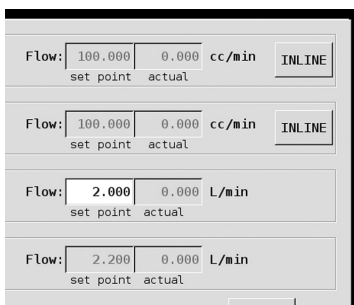 Flow: 100.000 0.000 cc/min INLINE
set point actual
Flow: 100.000 0.000 cc/min INLINE
set point actual
Flow: 2.000 0.000 L/min
set point actual
Flow: 2.200 0.000 L/min
set point actual